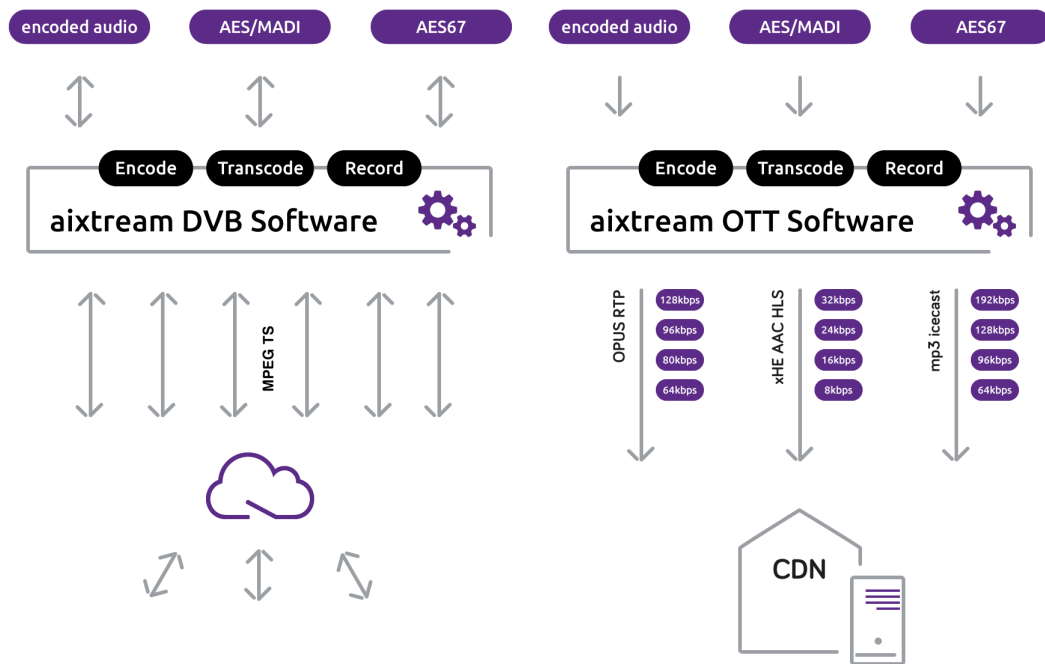 encoded audio
AES/MADI
AES67
Encode
Transcode
Record
aixtream DVB Software
MPEG TS
encoded audio
AES/MADI
AES67
Encode
Transcode
Record
aixtream OTT Software
OPUS RTP
128kbps
96kbps
80kbps
64kbps
xHE AAC HLS
32kbps
24kbps
16kbps
8kbps
mp3 icecast
192kbps
128kbps
96kbps
64kbps
CDN